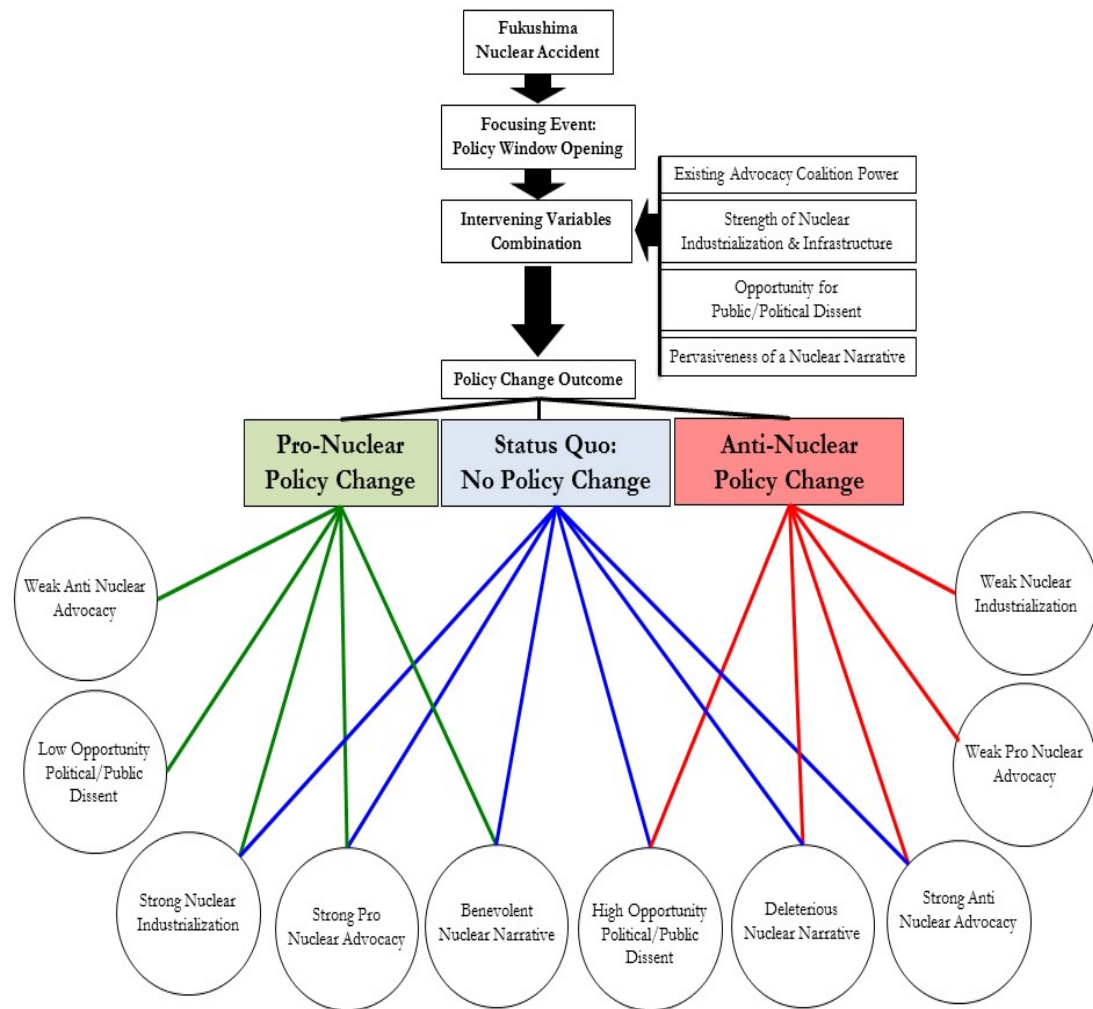 Fukushima
Nuclear Accident
Focusing Event:
Policy Window Opening
Intervening Variables
Combination
Existing Advocacy Coalition Power
Strength of Nuclear
Industrialization & Infrastructure
Opportunity for
Public/Political Dissent
Pervasiveness of a Nuclear Narrative
Policy Change Outcome
Pro-Nuclear
Policy Change
Status Quo:
No Policy Change
Anti-Nuclear
Policy Change
Weak Anti Nuclear
Advocacy
Low Opportunity
Political/Public
Dissent
Strong Nuclear
Industrialization
Strong Pro
Nuclear Advocacy
Benevolent
Nuclear Narrative
High Opportunity
Political/Public
Dissent
Deleterious
Nuclear Narrative
Strong Anti
Nuclear Advocacy
Weak Pro Nuclear
Advocacy
Weak Nuclear
Industrialization